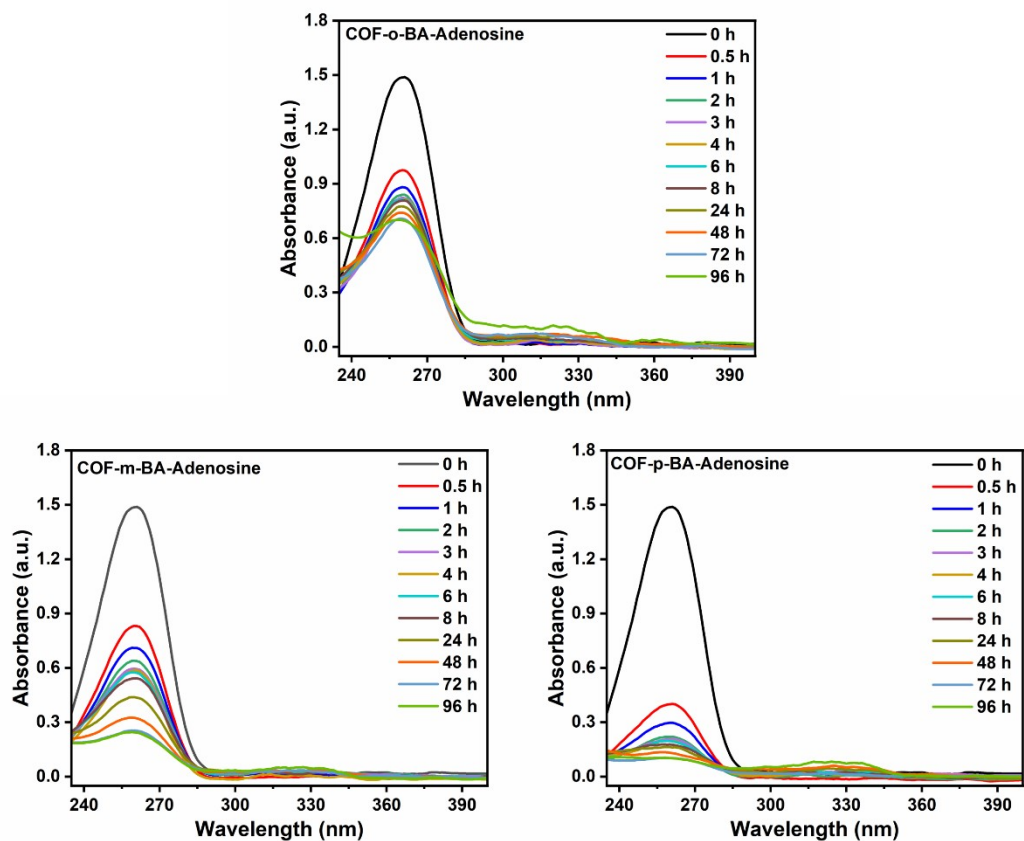 COF-o-BA-Adenosine
Absorbance (a.u.)
1.8
1.5
1.2
0.9
0.6
0.3
0.0
240 270 300 330 360 390
Wavelength (nm)
0 h
0.5 h
1 h
2 h
3 h
4 h
6 h
8 h
24 h
48 h
72 h
96 h
COF-m-BA-Adenosine
Absorbance (a.u.)
1.8
1.5
1.2
0.9
0.6
0.3
0.0
240 270 300 330 360 390
Wavelength (nm)
0 h
0.5 h
1 h
2 h
3 h
4 h
6 h
8 h
24 h
48 h
72 h
96 h
COF-p-BA-Adenosine
Absorbance (a.u.)
1.8
1.5
1.2
0.9
0.6
0.3
0.0
240 270 300 330 360 390
Wavelength (nm)
0 h
0.5 h
1 h
2 h
3 h
4 h
6 h
8 h
24 h
48 h
72 h
96 h